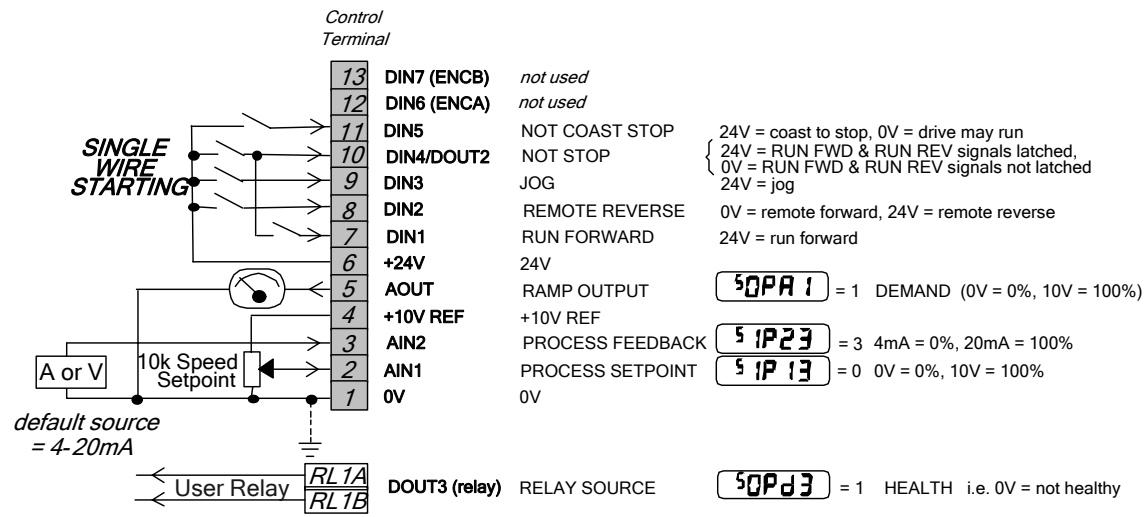 Control
Terminal
13 DIN7 (ENCB) not used
12 DIN6 (ENCA) not used
11 DIN5 NOT COAST STOP 24V = coast to stop, 0V = drive may run
SINGLE
WIRE
STARTING
10 DIN4/DOUT2 NOT STOP 24V = RUN FWD & RUN REV signals latched,
0V = RUN FWD & RUN REV signals not latched
9 DIN3 JOG 24V = jog
8 DIN2 REMOTE REVERSE 0V = remote forward, 24V = remote reverse
7 DIN1 RUN FORWARD 24V = run forward
6 +24V 24V
5 AOUT RAMP OUTPUT SOPA1 = 1 DEMAND (0V = 0%, 10V = 100%)
4 +10V REF +10V REF
3 AIN2 PROCESS FEEDBACK SIP23 = 3 4mA = 0%, 20mA = 100%
A or V
10k Speed
Setpoint
2 AIN1 PROCESS SETPOINT SIP13 = 0 0V = 0%, 10V = 100%
1 0V 0V
default source
= 4-20mA
User Relay
RL1A
RL1B
DOUT3 (relay) RELAY SOURCE SOPd3 = 1 HEALTH i.e. 0V = not healthy